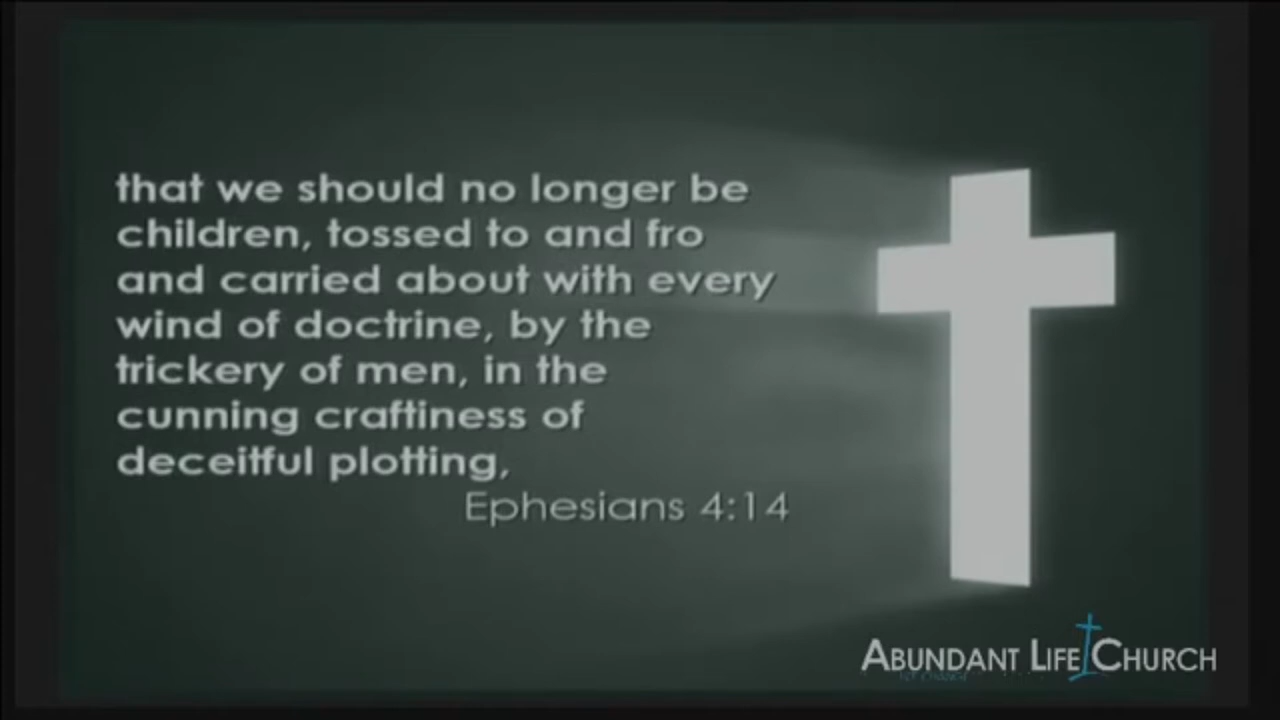 that we should no longer be
children, tossed to and fro
and carried about with every
wind of doctrine, by the
trickery of men, in the
cunning craftiness of
deceitful plotting,
Ephesians 4:14
ABUNDANT LIFE CHURCH